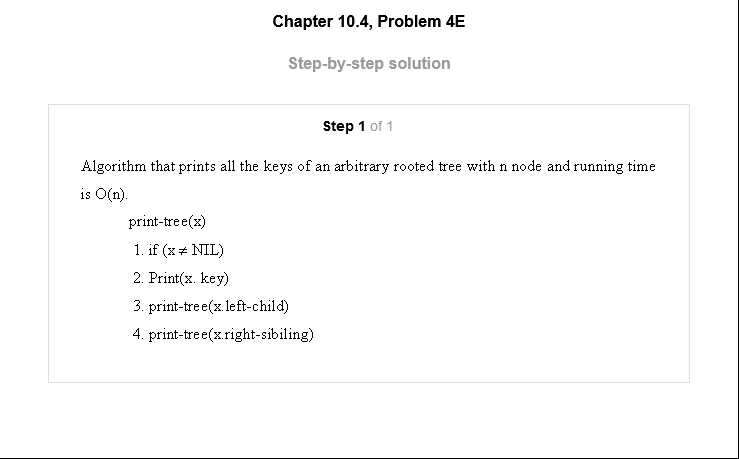 Chapter 10.4, Problem 4E
Step-by-step solution
Step 1 of 1
Algorithm that prints all the keys of an arbitrary rooted tree with n node and running time
is O(n).
print-tree(x)
1. if (x ≠ NIL)
2. Print(x. key)
3. print-tree(x.left-child)
4. print-tree(x.right-sibiling)